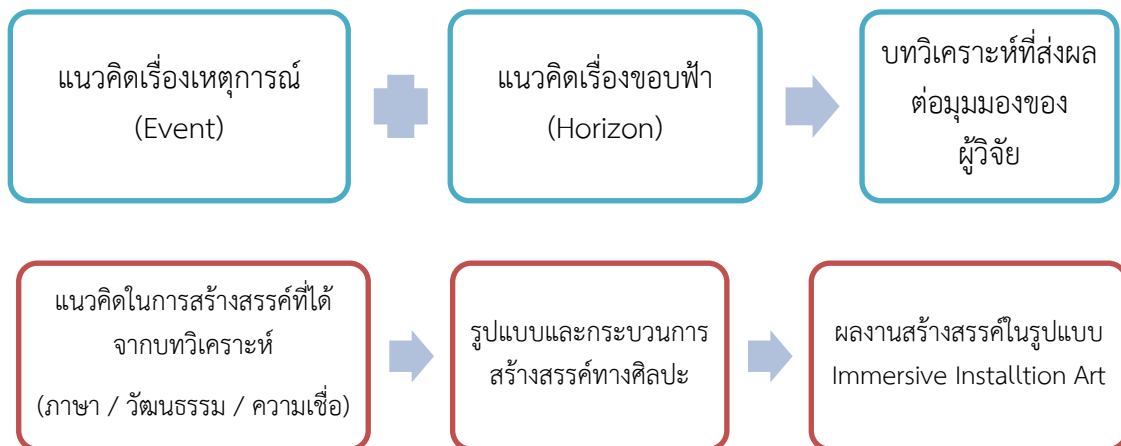 แนวคิดเรื่องเหตุการณ์
(Event)
แนวคิดเรื่องขอบฟ้า
(Horizon)
บทวิเคราะห์ที่ส่งผล
ต่อมุมมองของ
ผู้วิจัย
แนวคิดในการสร้างสรรค์ที่ได้
จากบทวิเคราะห์
(ภาษา / วัฒนธรรม / ความเชื่อ)
รูปแบบและกระบวนการ
สร้างสรรค์ทางศิลปะ
ผลงานสร้างสรรค์ในรูปแบบ
Immersive Installtion Art